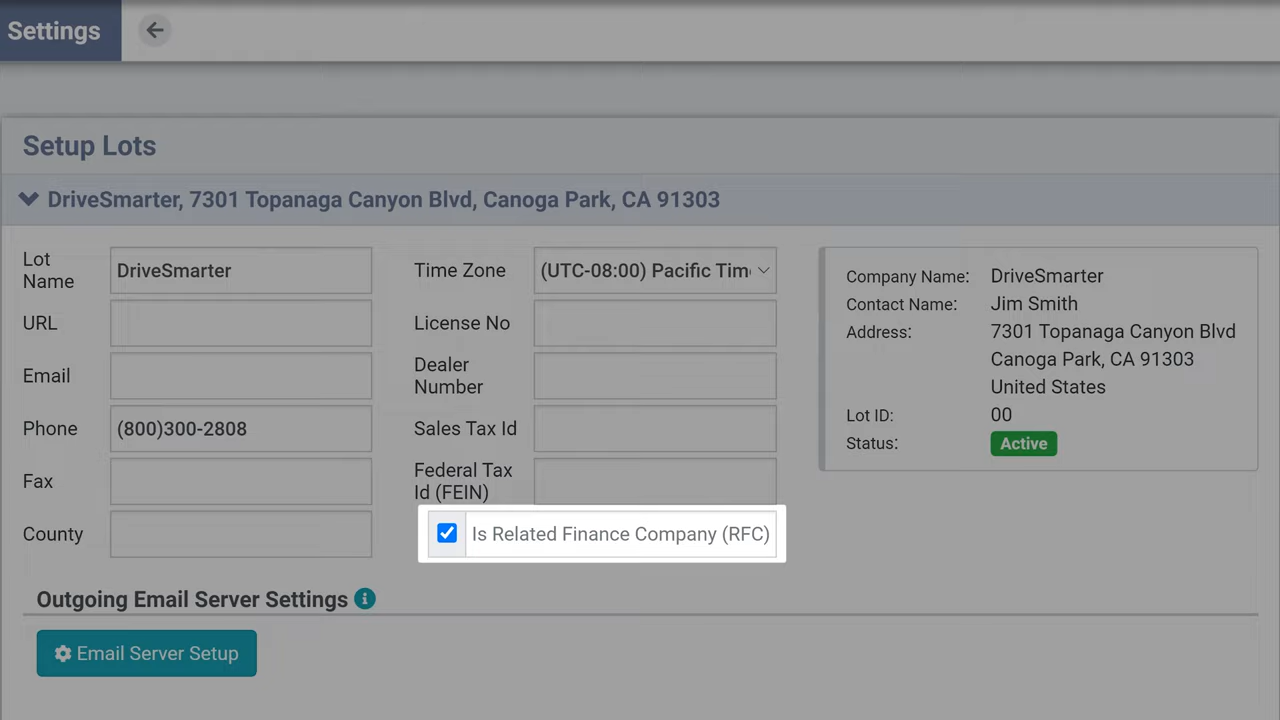 Settings
Setup Lots
DriveSmarter, 7301 Topanaga Canyon Blvd, Canoga Park, CA 91303
Lot
Name
DriveSmarter
URL
Email
Phone
(800)300-2808
Fax
County
Time Zone
(UTC-08:00) Pacific Tim
License No
Dealer
Number
Sales Tax Id
Federal Tax
Id (FEIN)
Is Related Finance Company (RFC)
Company Name: DriveSmarter
Contact Name: Jim Smith
Address: 7301 Topanaga Canyon Blvd
Canoga Park, CA 91303
United States
Lot ID: 00
Status: Active
Outgoing Email Server Settings
Email Server Setup